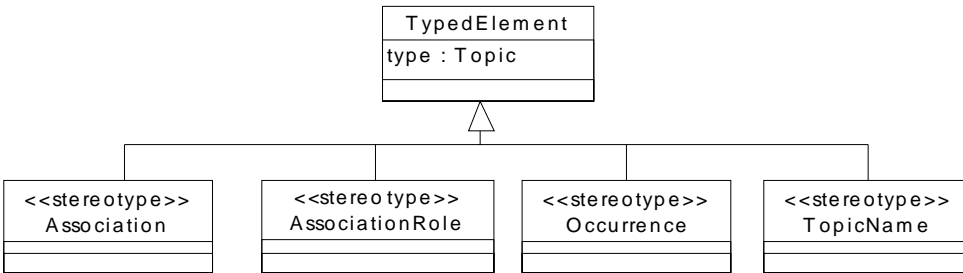 TypedElement
type : Topic
<<stereotype>>
Association
<<stereotype>>
AssociationRole
<<stereotype>>
Occurrence
<<stereotype>>
TopicName